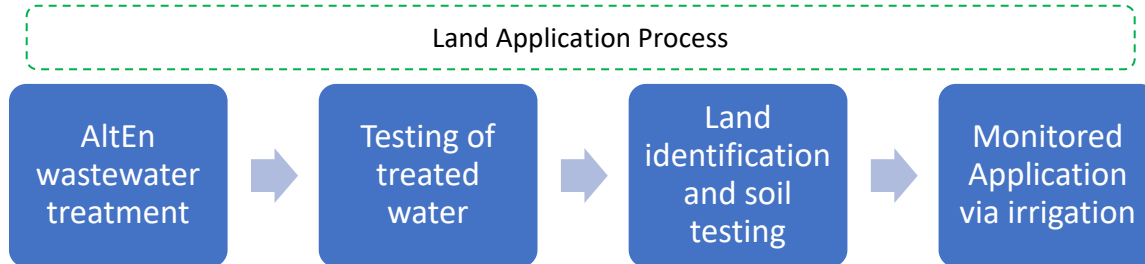 Land Application Process
AltEn
wastewater
treatment
Testing of
treated
water
Land
identification
and soil
testing
Monitored
Application
via irrigation